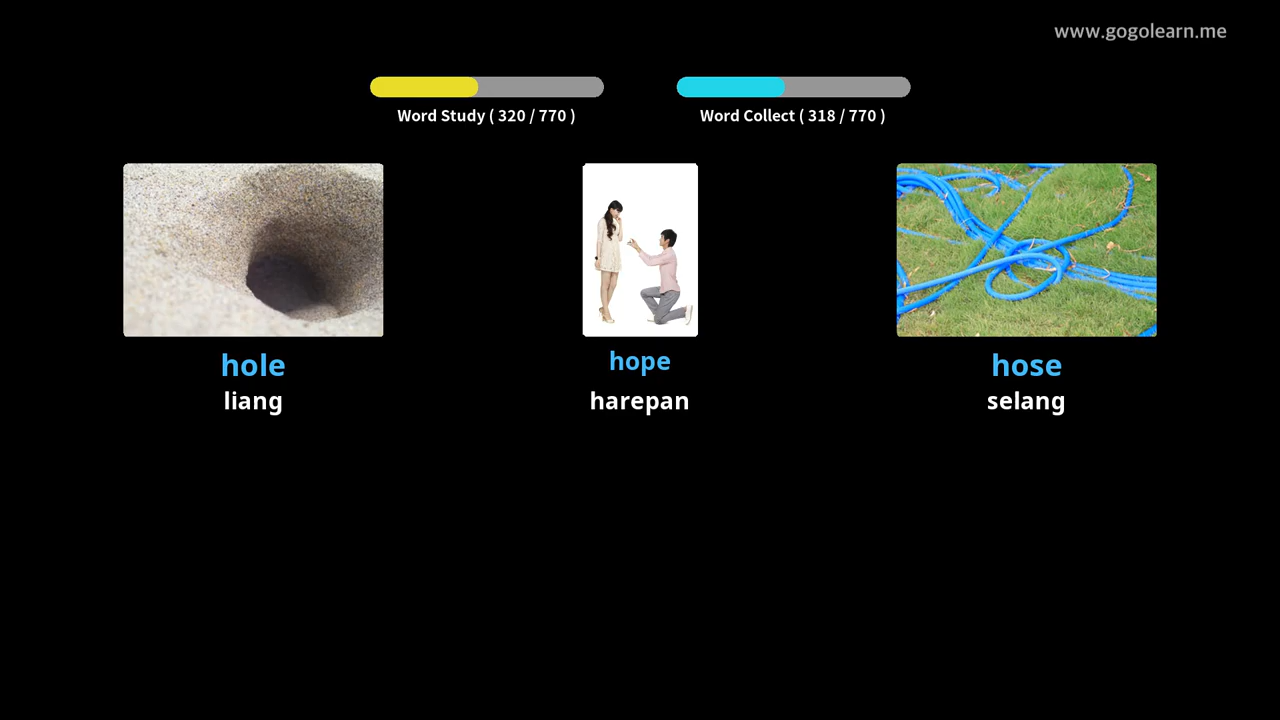 www.gogolearn.me
Word Study ( 320 / 770 )
Word Collect ( 318 / 770 )
hole
liang
hope
harepan
hose
selang